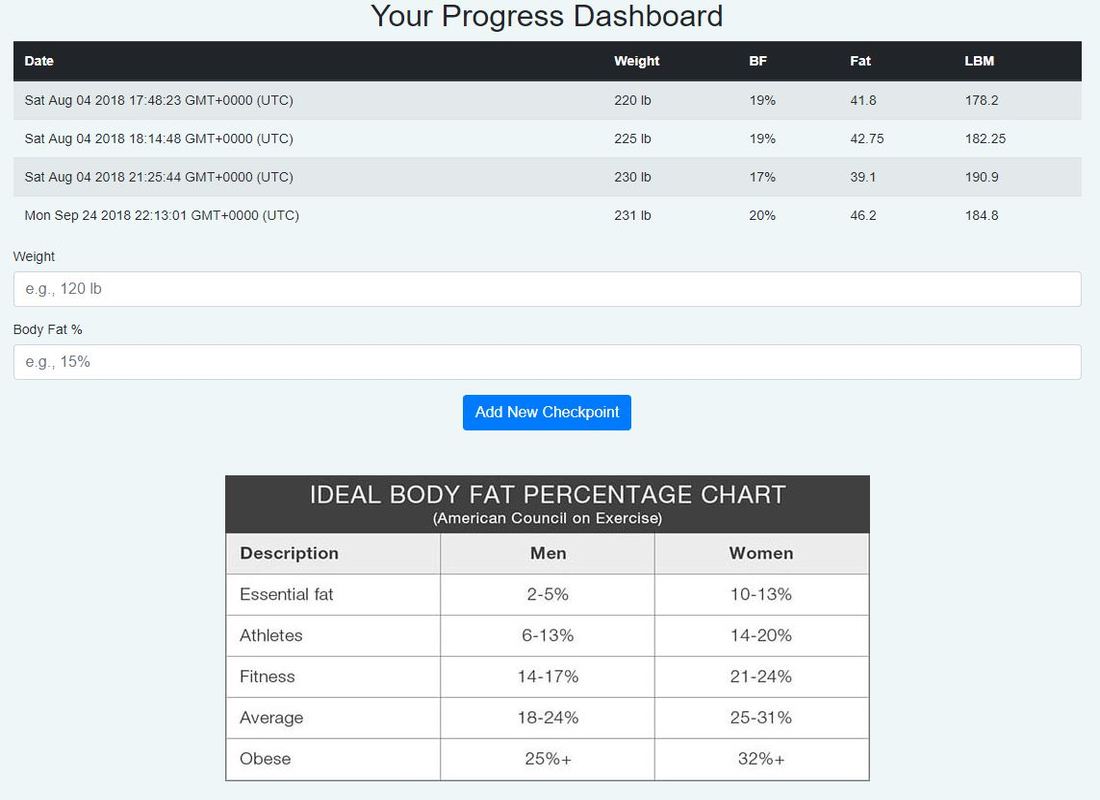 Your Progress Dashboard
Date Weight BF Fat LBM
Sat Aug 04 2018 17:48:23 GMT+0000 (UTC) 220 lb 19% 41.8 178.2
Sat Aug 04 2018 18:14:48 GMT+0000 (UTC) 225 lb 19% 42.75 182.25
Sat Aug 04 2018 21:25:44 GMT+0000 (UTC) 230 lb 17% 39.1 190.9
Mon Sep 24 2018 22:13:01 GMT+0000 (UTC) 231 lb 20% 46.2 184.8
Weight
e.g., 120 lb
Body Fat %
e.g., 15%
Add New Checkpoint
IDEAL BODY FAT PERCENTAGE CHART
(American Council on Exercise)
Description Men Women
Essential fat 2-5% 10-13%
Athletes 6-13% 14-20%
Fitness 14-17% 21-24%
Average 18-24% 25-31%
Obese 25%+ 32%+